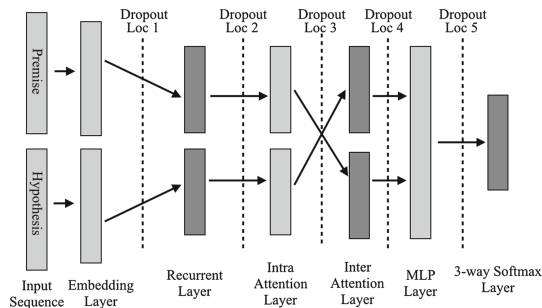 Dropout Loc 1
Dropout Loc 2
Dropout Loc 3
Dropout Loc 4
Dropout Loc 5
Premise
Hypothesis
Input Sequence
Embedding Layer
Recurrent Layer
Intra Attention Layer
Inter Attention Layer
MLP Layer
3-way Softmax Layer